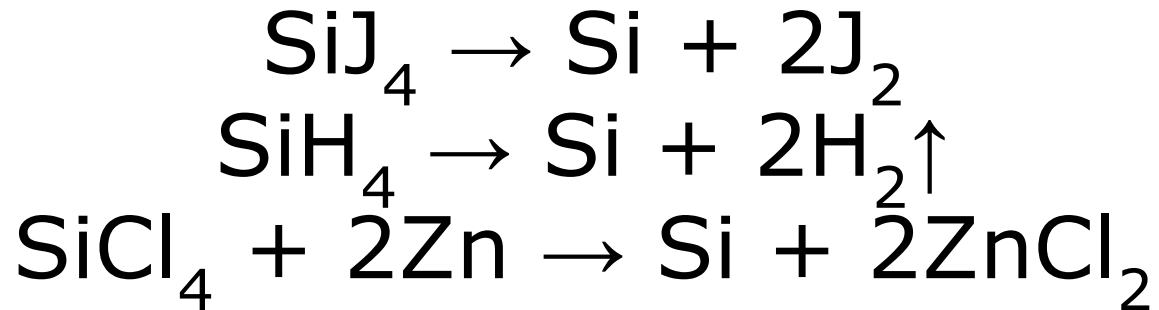 SiJ₄ → Si + 2J₂
SiH₄ → Si + 2H₂↑
SiCl₄ + 2Zn → Si + 2ZnCl₂